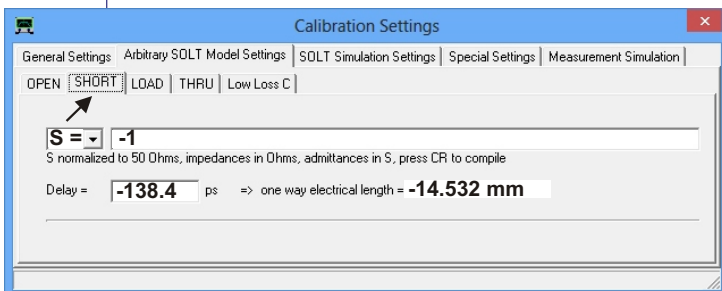 Calibration Settings
×
General Settings Arbitrary SOLT Model Settings SOLT Simulation Settings Special Settings Measurement Simulation
OPEN SHORT LOAD THRU Low Loss C
S = -1
S normalized to 50 Ohms, impedances in Ohms, admittances in S, press CR to compile
Delay = -138.4 ps => one way electrical length = -14.532 mm